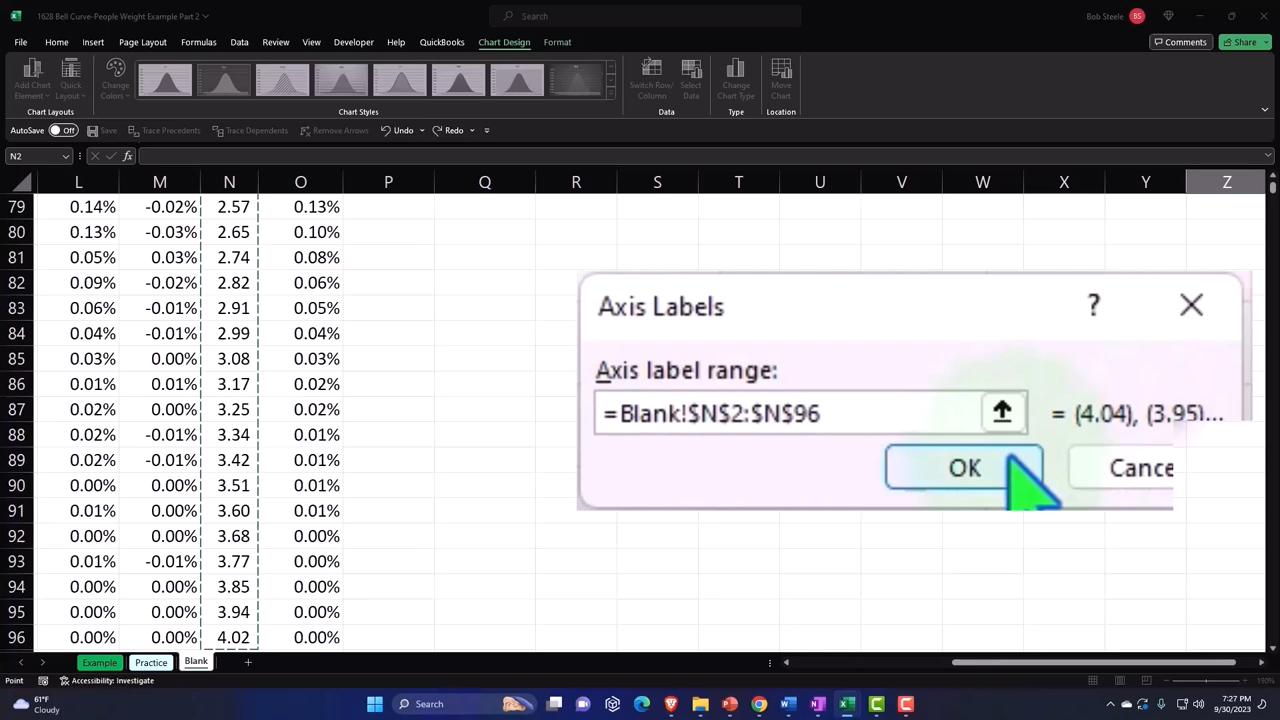 1628 Bell Curve-People Weight Example Part 2
Search
Bob Steele BS
File Home Insert Page Layout Formulas Data Review View Developer Help QuickBooks Chart Design Format
Comments Share
Add Chart Element Quick Layout Change Colors Switch Row/ Column Select Data Change Chart Type Move Chart
Chart Layouts Chart Styles Data Type Location
AutoSave Off Save Trace Precedents Trace Dependents Remove Arrows Undo Redo
N2 fx
L M N O P Q R S T U V W X Y Z
79 0.14% -0.02% 2.57 0.13%
80 0.13% -0.03% 2.65 0.10%
81 0.05% 0.03% 2.74 0.08%
82 0.09% -0.02% 2.82 0.06%
83 0.06% -0.01% 2.91 0.05%
84 0.04% -0.01% 2.99 0.04%
85 0.03% 0.00% 3.08 0.03%
86 0.01% 0.01% 3.17 0.02%
87 0.02% 0.00% 3.25 0.02%
88 0.02% -0.01% 3.34 0.01%
89 0.02% -0.01% 3.42 0.01%
90 0.00% 0.00% 3.51 0.01%
91 0.01% 0.00% 3.60 0.01%
92 0.00% 0.00% 3.68 0.00%
93 0.01% -0.01% 3.77 0.00%
94 0.00% 0.00% 3.85 0.00%
95 0.00% 0.00% 3.94 0.00%
96 0.00% 0.00% 4.02 0.00%
Axis Labels ?
Axis label range:
=Blank!$N$2:$N$96 = (4.04), (3.95)...
OK Cance
Example Practice Blank
Point Accessibility: Investigate 190%
61°F
Cloudy
Search
7:27 PM
9/30/2023